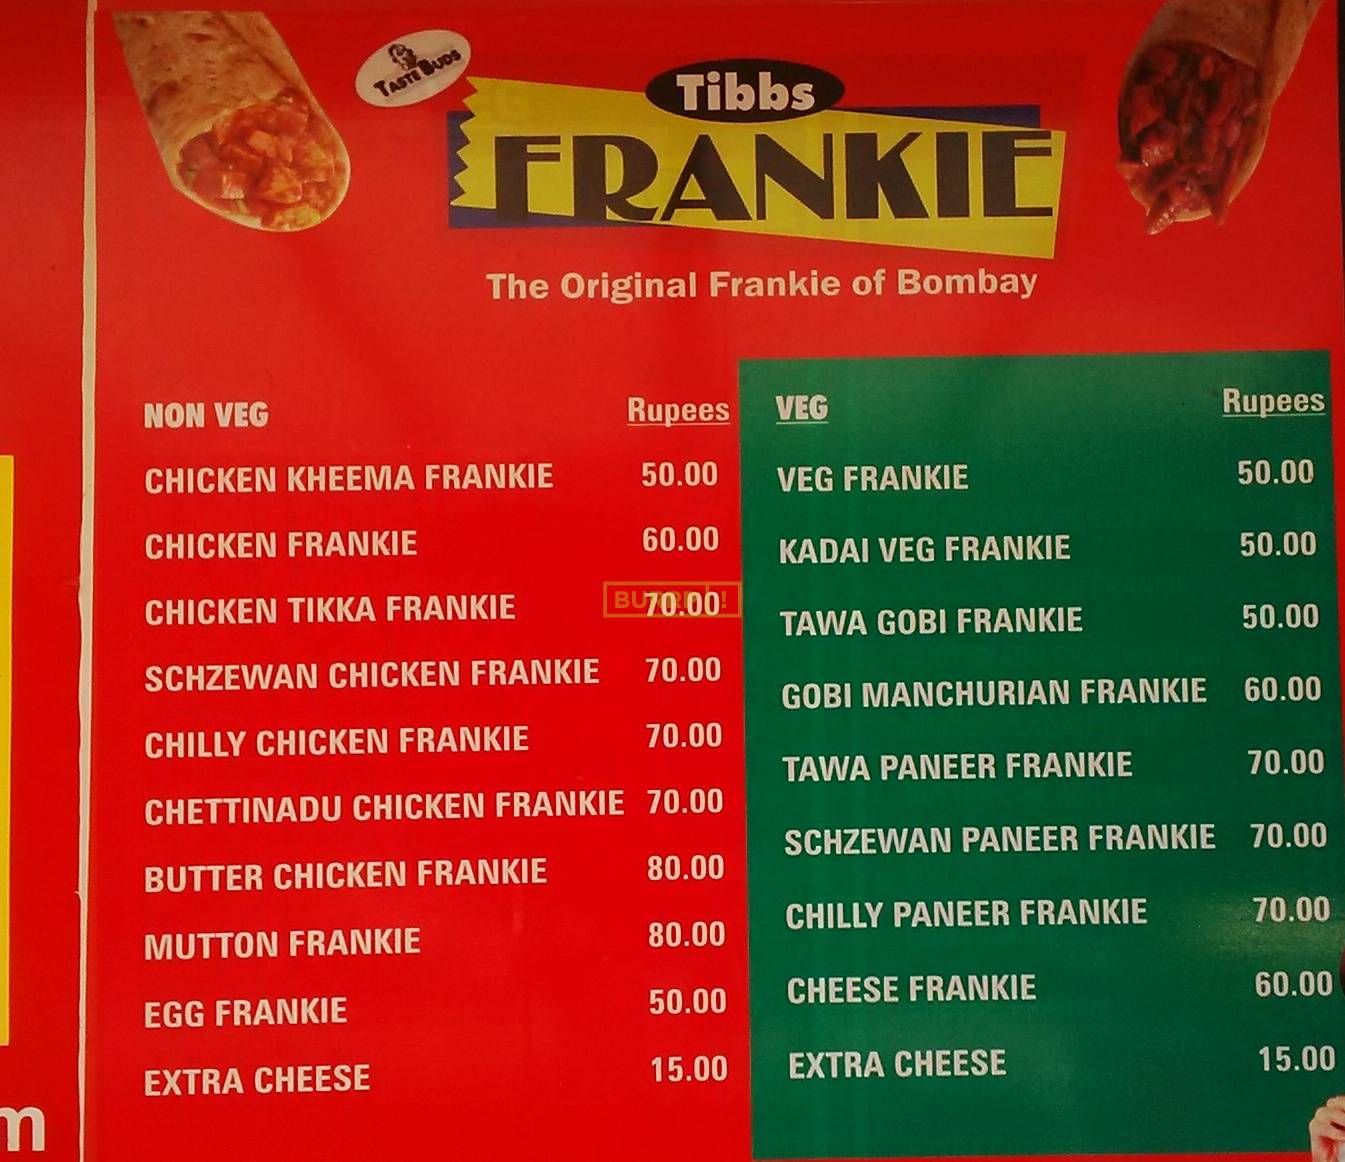 TASTE BUDS
Tibbs
FRANKIE
The Original Frankie of Bombay
NON VEG Rupees
CHICKEN KHEEMA FRANKIE 50.00
CHICKEN FRANKIE 60.00
CHICKEN TIKKA FRANKIE 70.00
SCHZEWAN CHICKEN FRANKIE 70.00
CHILLY CHICKEN FRANKIE 70.00
CHETTINADU CHICKEN FRANKIE 70.00
BUTTER CHICKEN FRANKIE 80.00
MUTTON FRANKIE 80.00
EGG FRANKIE 50.00
EXTRA CHEESE 15.00
VEG Rupees
VEG FRANKIE 50.00
KADAI VEG FRANKIE 50.00
TAWA GOBI FRANKIE 50.00
GOBI MANCHURIAN FRANKIE 60.00
TAWA PANEER FRANKIE 70.00
SCHZEWAN PANEER FRANKIE 70.00
CHILLY PANEER FRANKIE 70.00
CHEESE FRANKIE 60.00
EXTRA CHEESE 15.00
m